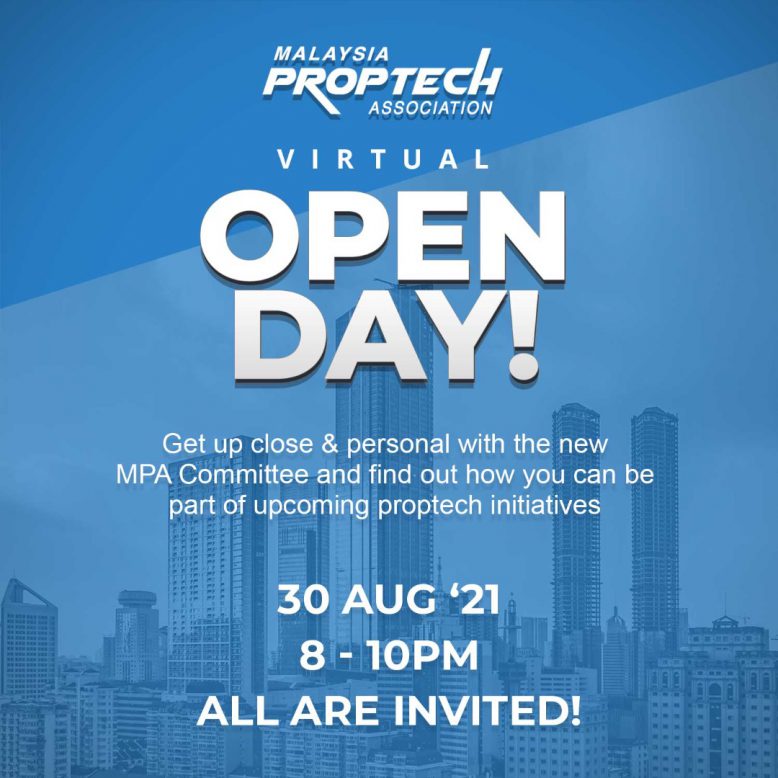 MALAYSIA
PROPTECH
ASSOCIATION
VIRTUAL
OPEN
DAY!
Get up close & personal with the new
MPA Committee and find out how you can be
part of upcoming proptech initiatives
30 AUG ‘21
8 - 10PM
ALL ARE INVITED!